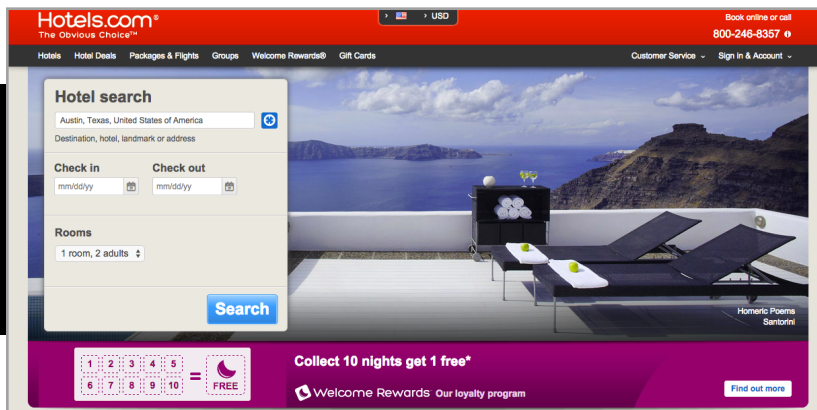 Hotels.com®
The Obvious Choice™
› › USD
Book online or call
800-246-8357
Hotels Hotel Deals Packages & Flights Groups Welcome Rewards® Gift Cards Customer Service Sign in & Account
Hotel search
Austin, Texas, United States of America
Destination, hotel, landmark or address
Check in Check out
mm/dd/yy mm/dd/yy
Rooms
1 room, 2 adults
Search
Homeric Poems
Santorini
1 2 3 4 5
6 7 8 9 10
= FREE
Collect 10 nights get 1 free*
Welcome Rewards Our loyalty program
Find out more